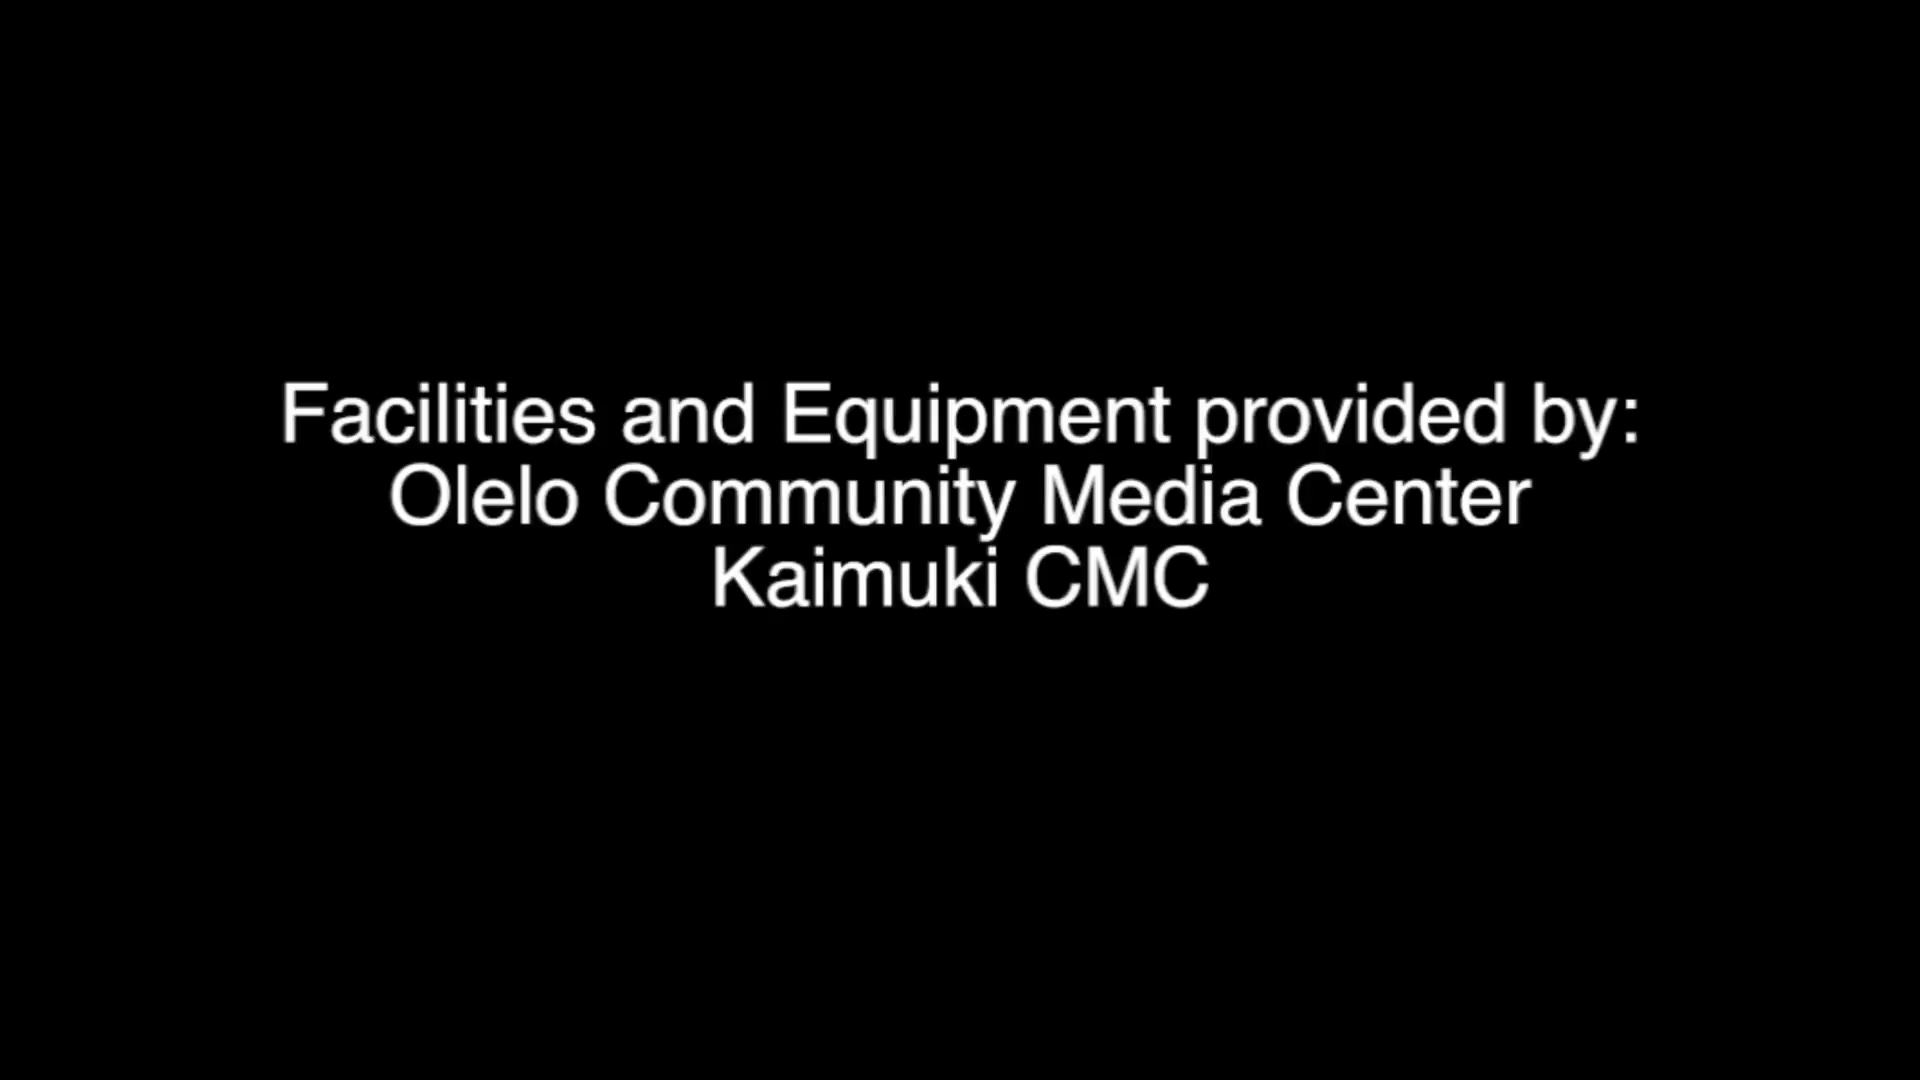 Facilities and Equipment provided by:
Olelo Community Media Center
Kaimuki CMC